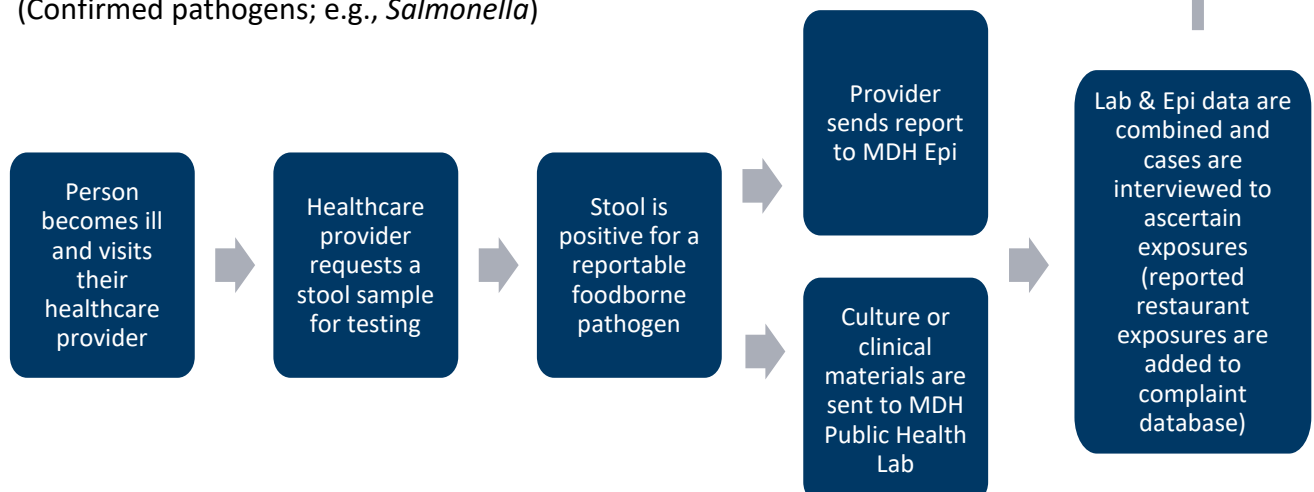 (Confirmed pathogens; e.g., Salmonella)
Person
becomes ill
and visits
their
healthcare
provider
Healthcare
provider
requests a
stool sample
for testing
Stool is
positive for a
reportable
foodborne
pathogen
Provider
sends report
to MDH Epi
Culture or
clinical
materials are
sent to MDH
Public Health
Lab
Lab & Epi data are
combined and
cases are
interviewed to
ascertain
exposures
(reported
restaurant
exposures are
added to
complaint
database)